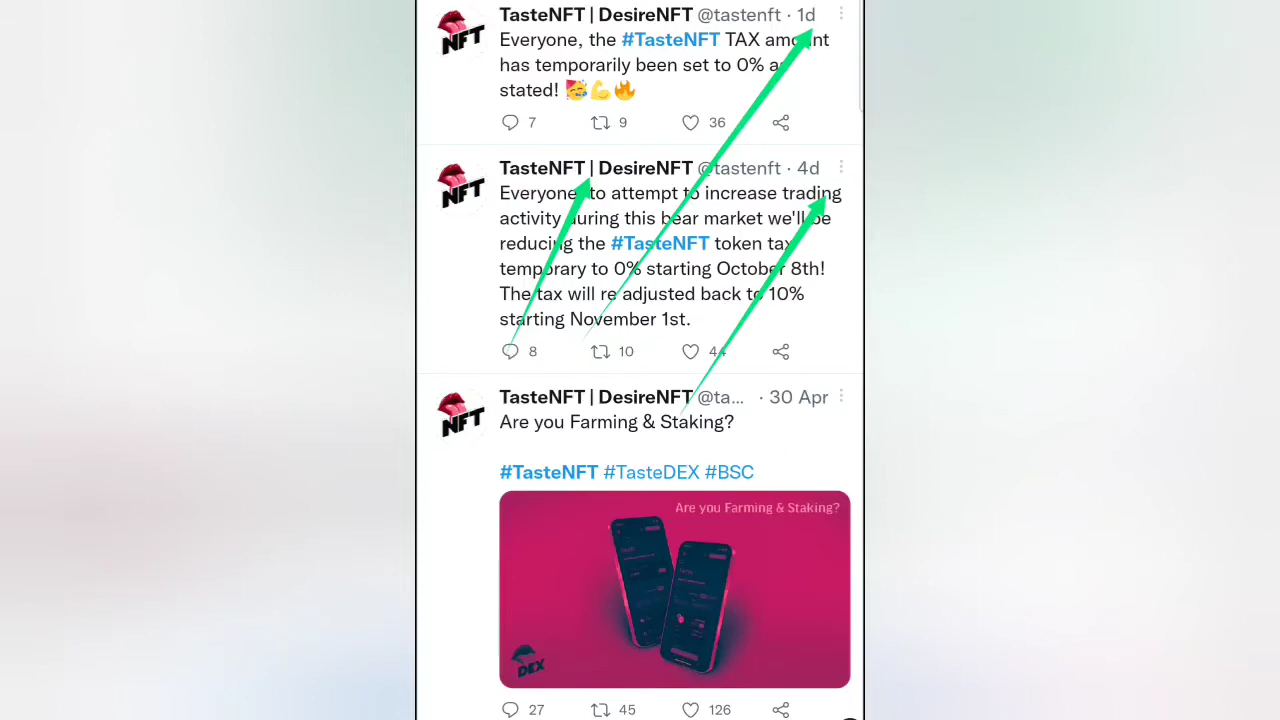 TasteNFT | DesireNFT @tastenft · 1d
Everyone, the #TasteNFT TAX amount
has temporarily been set to 0% as
stated! 🥳💪🔥
7 9 36
TasteNFT | DesireNFT @tastenft · 4d
Everyone, to attempt to increase trading
activity during this bear market we'll be
reducing the #TasteNFT token tax
temporary to 0% starting October 8th!
The tax will re adjusted back to 10%
starting November 1st.
8 10 44
TasteNFT | DesireNFT @ta... · 30 Apr
Are you Farming & Staking?
#TasteNFT #TasteDEX #BSC
Are you Farming & Staking?
DEX
27 45 126
NFT
NFT
NFT